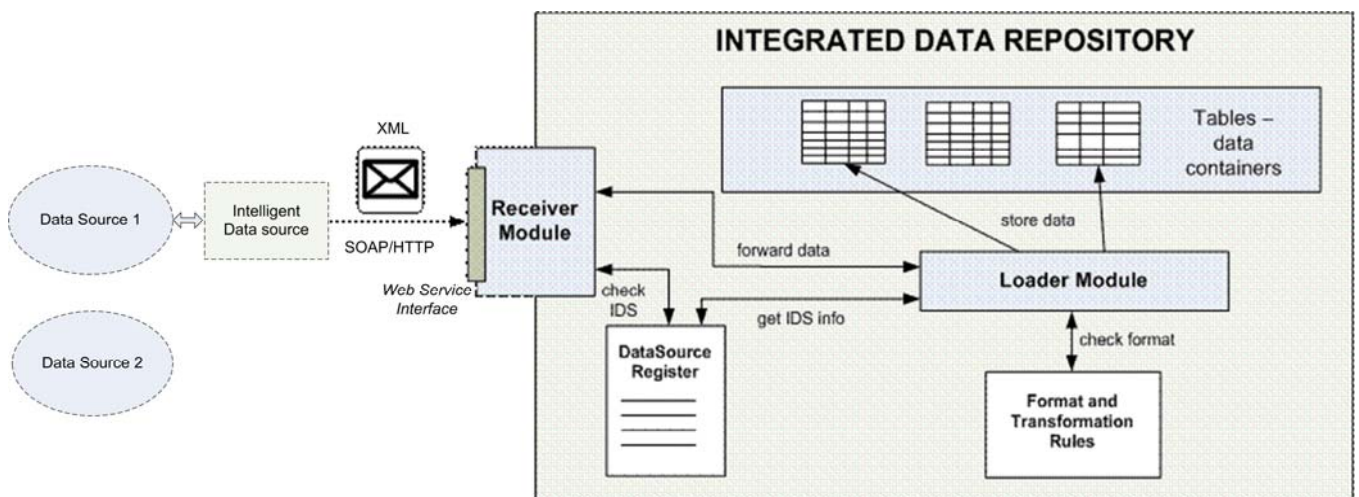 INTEGRATED DATA REPOSITORY
Tables –
data
containers
XML
Data Source 1
Intelligent
Data source
SOAP/HTTP
Receiver
Module
Web Service
Interface
store data
forward data
Loader Module
check
IDS
get IDS info
check format
Data Source 2
DataSource
Register
Format and
Transformation
Rules